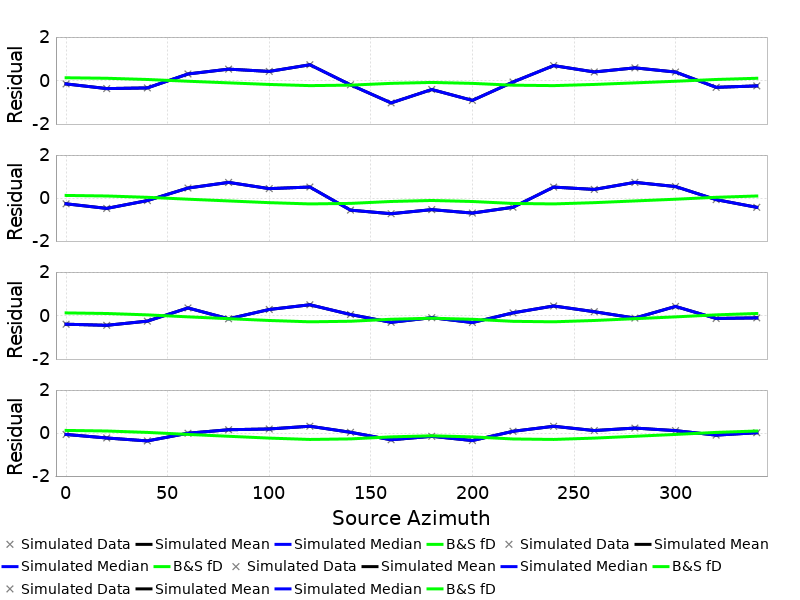 2
0
-2
Residual
2
0
-2
Residual
2
0
-2
Residual
2
0
-2
Residual
0 50 100 150 200 250 300
Source Azimuth
× Simulated Data Simulated Mean Simulated Median B&S fD × Simulated Data Simulated Mean
Simulated Median B&S fD × Simulated Data Simulated Mean Simulated Median B&S fD
× Simulated Data Simulated Mean Simulated Median B&S fD